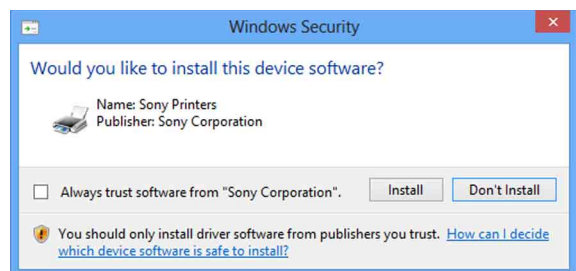 Windows Security
Would you like to install this device software?
Name: Sony Printers
Publisher: Sony Corporation
Always trust software from "Sony Corporation".
Install
Don't Install
You should only install driver software from publishers you trust. How can I decide
which device software is safe to install?